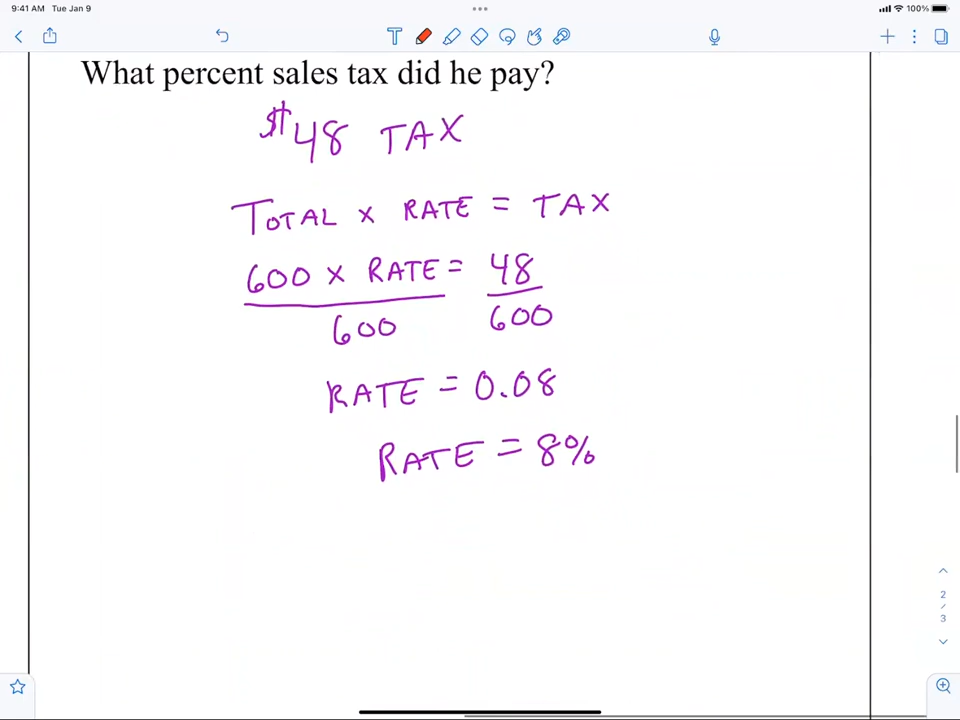 9:41 AM Tue Jan 9
100%
What percent sales tax did he pay?
$48 TAX
TOTAL x RATE = TAX
600 x RATE = 48
600 600
RATE = 0.08
RATE = 8%
2
/
3